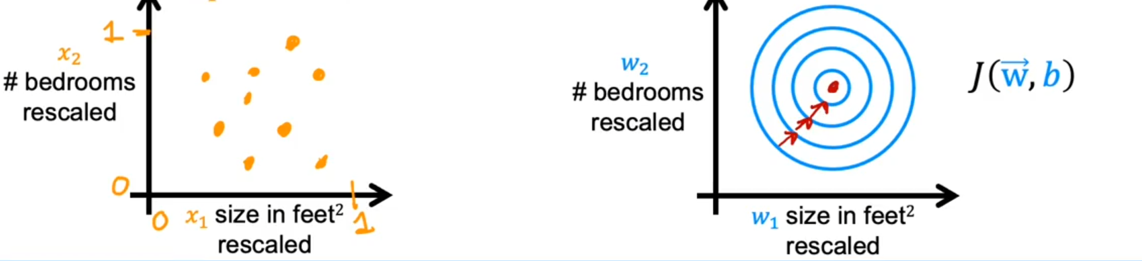 1
x₂
# bedrooms
rescaled
0
0
x₁ size in feet²
1
rescaled
w₂
# bedrooms
rescaled
J(w⃗, b)
w₁ size in feet²
rescaled